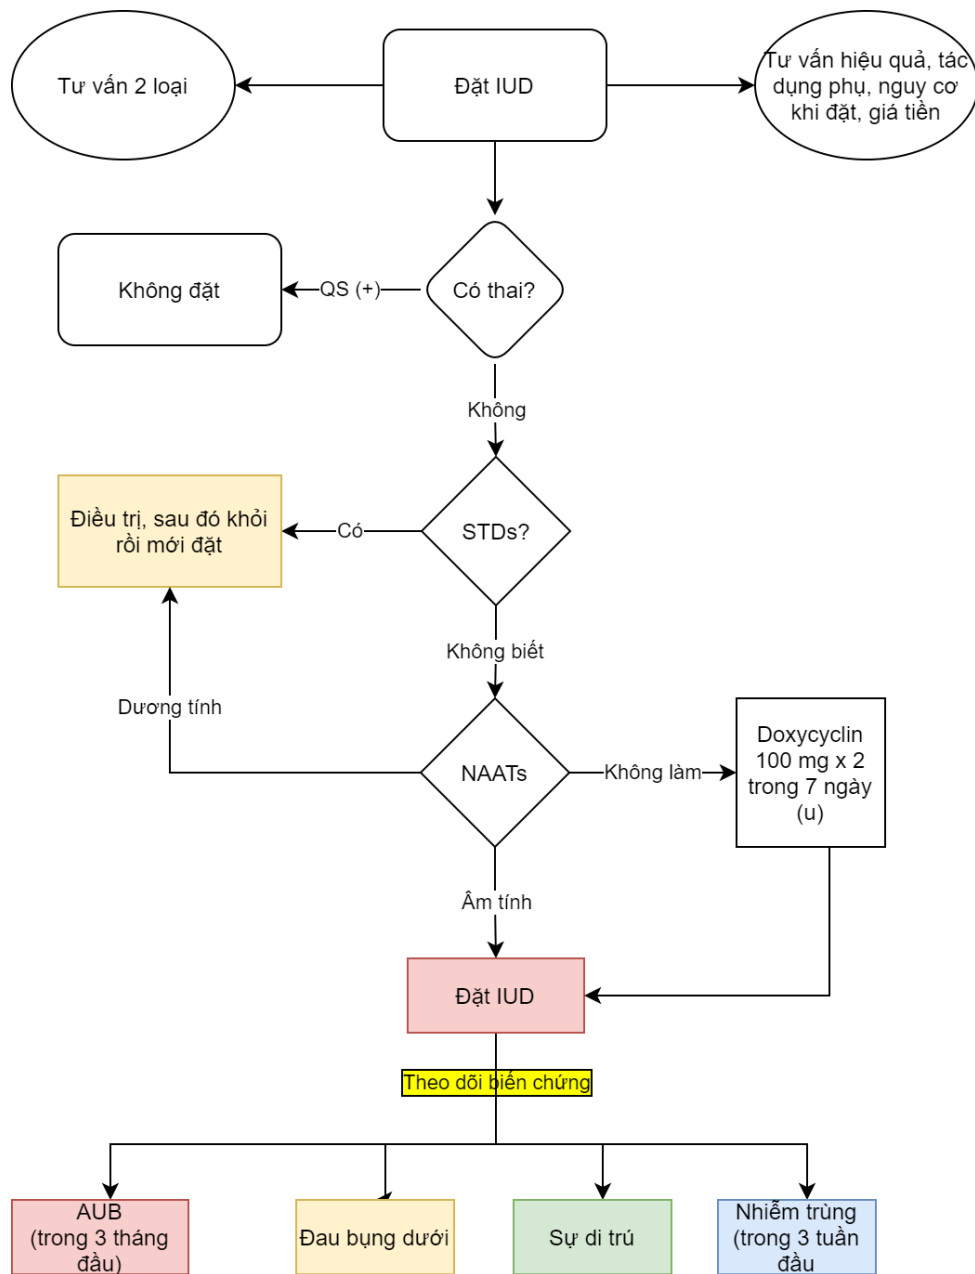 Tư vấn 2 loại
Đặt IUD
Tư vấn hiệu quả, tác
dụng phụ, nguy cơ
khi đặt, giá tiền
Không đặt
QS (+)
Có thai?
Không
Điều trị, sau đó khỏi
rồi mới đặt
Có
STDs?
Không biết
Dương tính
NAATs
Không làm
Doxycyclin
100 mg x 2
trong 7 ngày
(u)
Âm tính
Đặt IUD
Theo dõi biến chứng
AUB
(trong 3 tháng
đầu)
Đau bụng dưới
Sự di trú
Nhiễm trùng
(trong 3 tuần
đầu